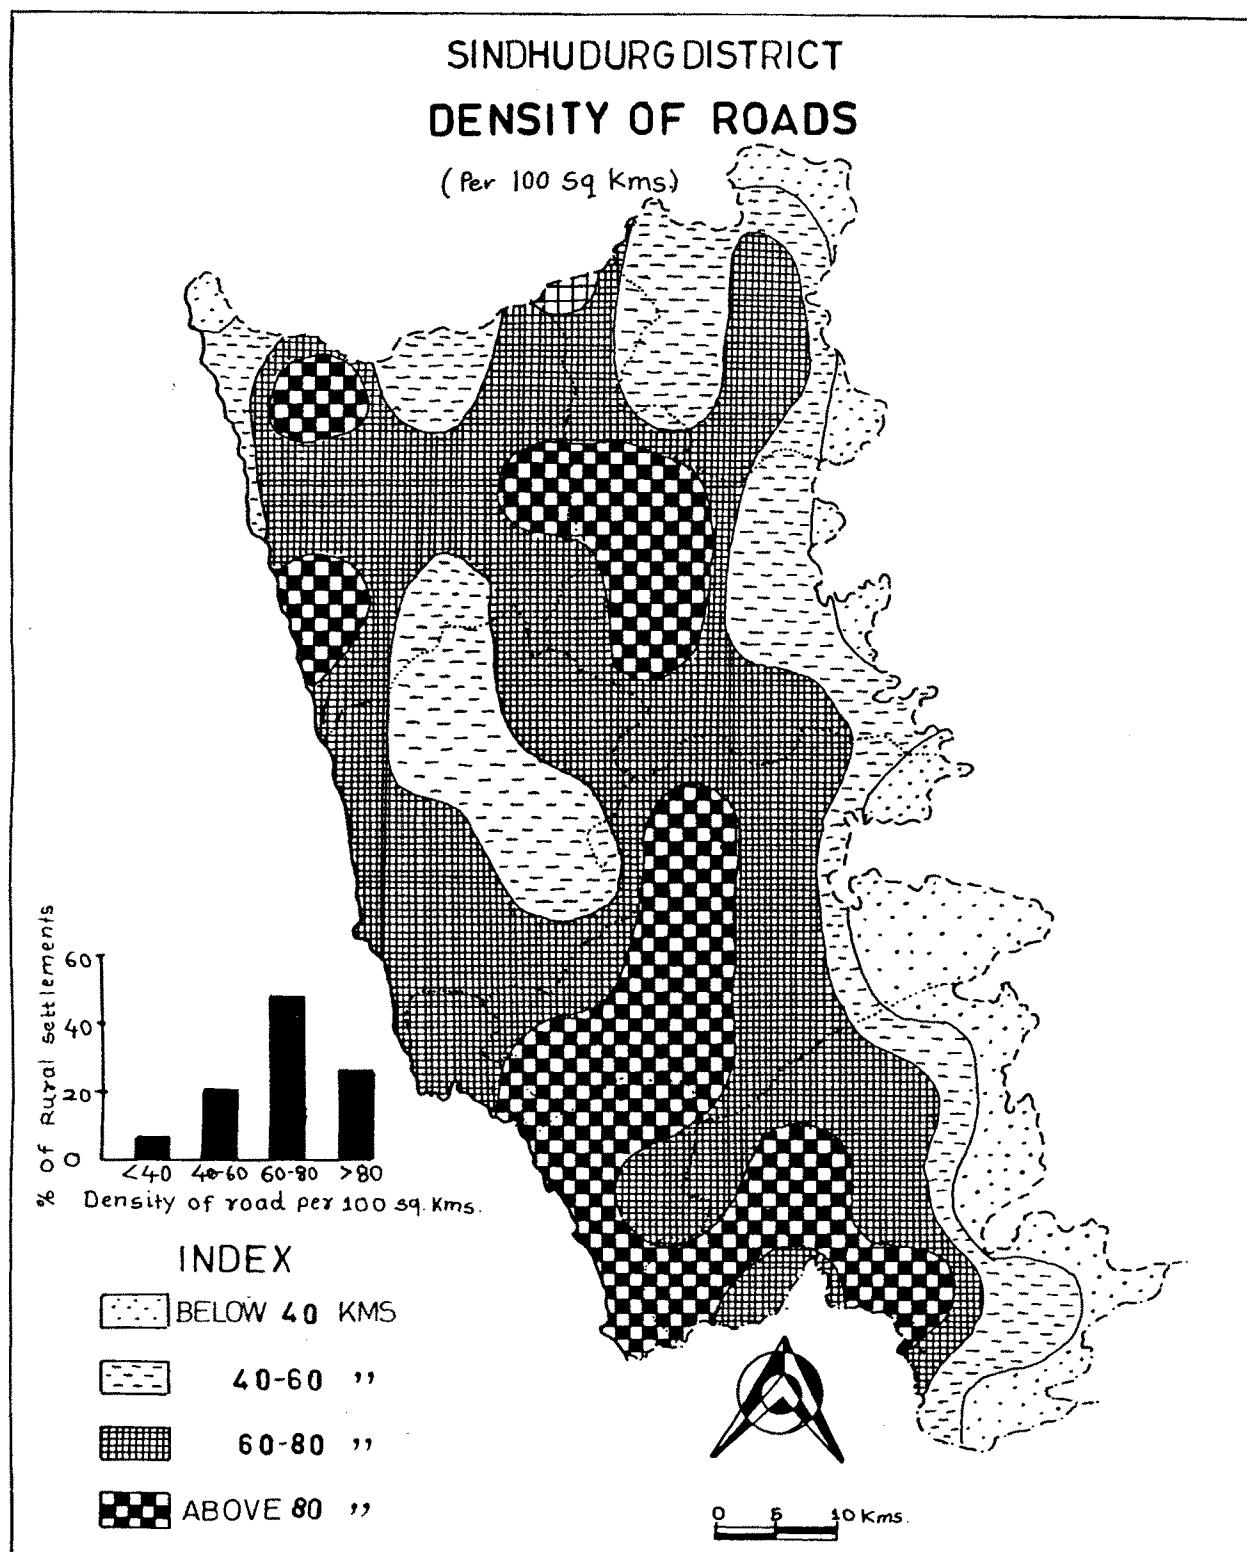 SINDHUDURG DISTRICT
DENSITY OF ROADS
(Per 100 Sq Kms)
% of Rural settlements
60
40
20
0
<40 40-60 60-80 >80
Density of road per 100 sq. Kms.
INDEX
BELOW 40 KMS
40-60 "
60-80 "
ABOVE 80 "
0 5 10 Kms.